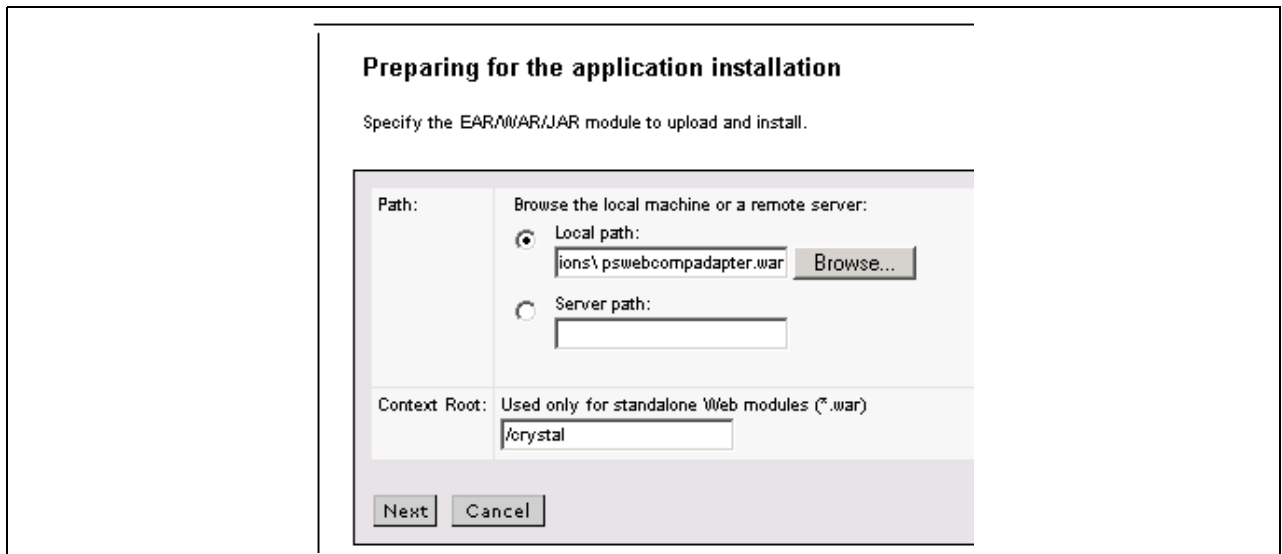 Preparing for the application installation
Specify the EAR/WAR/JAR module to upload and install.
Path:
Browse the local machine or a remote server:
Local path:
ions\ pswebcompadapter.war
Browse...
Server path:
Context Root:
Used only for standalone Web modules (*.war)
/crystal
Next
Cancel